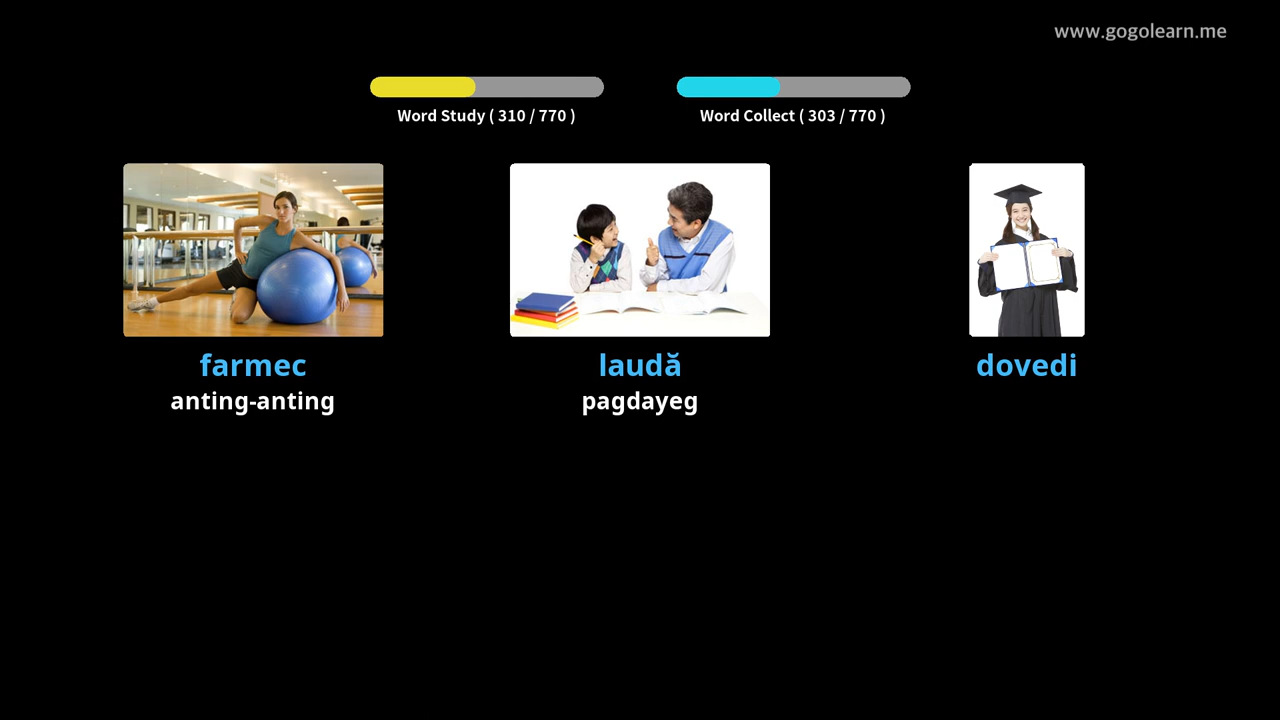 www.gogolearn.me
Word Study ( 310 / 770 )
Word Collect ( 303 / 770 )
farmec
anting-anting
laudă
pagdayeg
dovedi